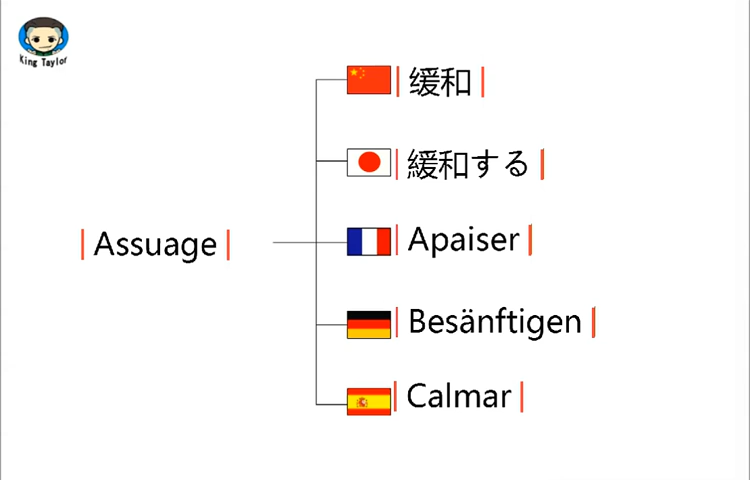 King Taylor
缓和
緩和する
Apaiser
Assuage
Besänftigen
Calmar